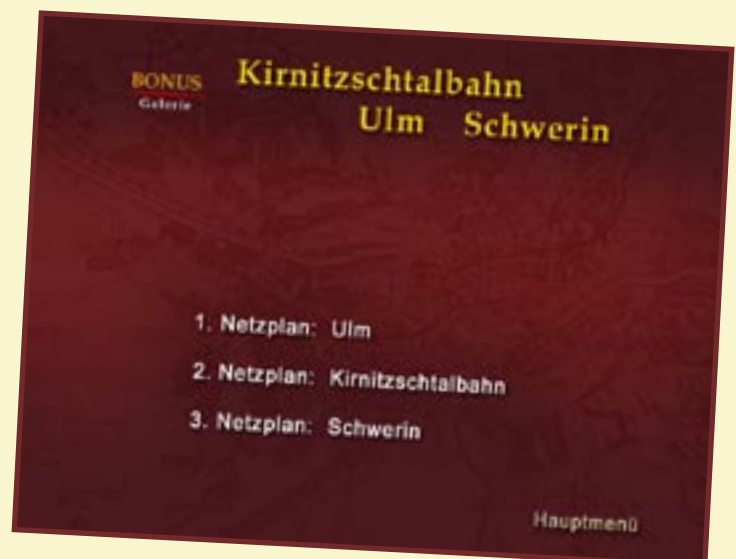 BONUS
Galerie
Kirnitzschtalbahn
Ulm Schwerin
1. Netzplan: Ulm
2. Netzplan: Kirnitzschtalbahn
3. Netzplan: Schwerin
Hauptmenü